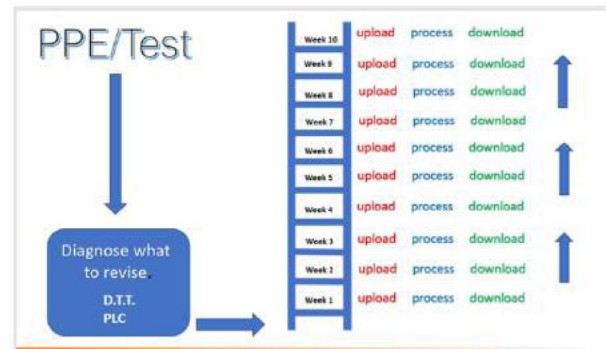 PPE/Test
Diagnose what
to revise.
D.T.T.
PLC
Week 10 upload process download
Week 9 upload process download
Week 8 upload process download
Week 7 upload process download
Week 6 upload process download
Week 5 upload process download
Week 4 upload process download
Week 3 upload process download
Week 2 upload process download
Week 1 upload process download